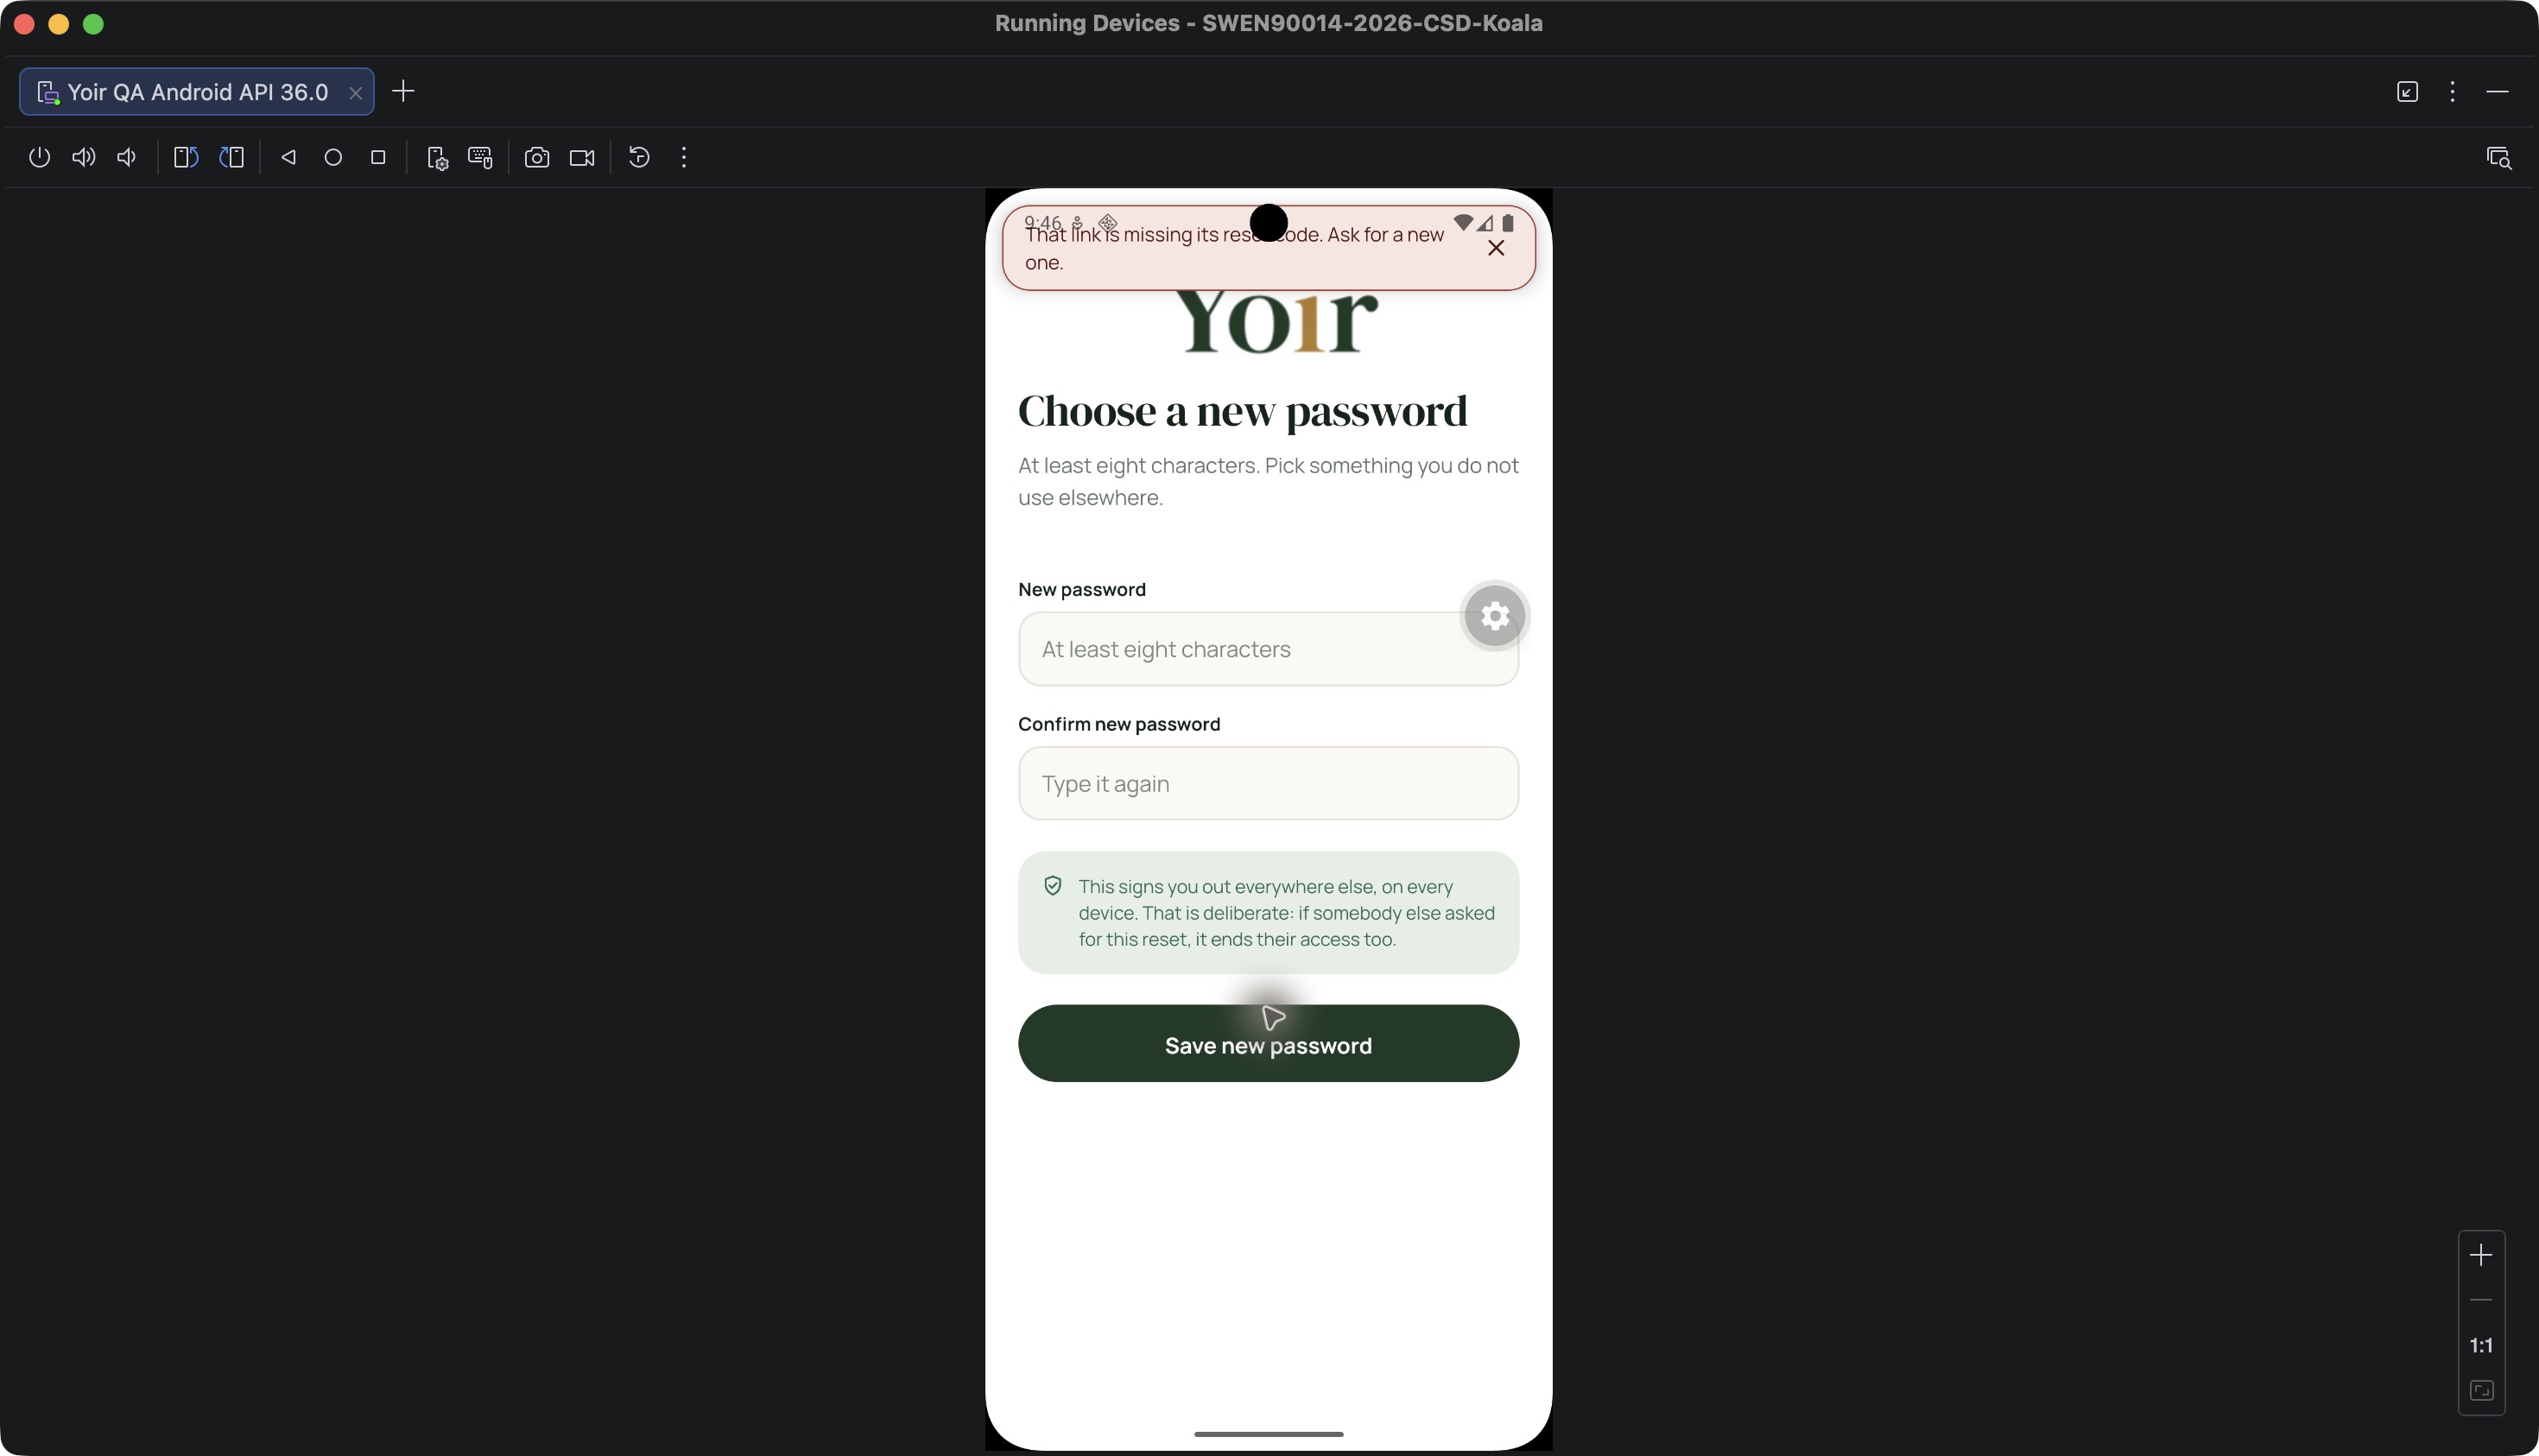 Running Devices - SWEN90014-2026-CSD-Koala
Yoir QA Android API 36.0
9:46
That link is missing its reset code. Ask for a new
one.
Yoir
Choose a new password
At least eight characters. Pick something you do not
use elsewhere.
New password
At least eight characters
Confirm new password
Type it again
This signs you out everywhere else, on every
device. That is deliberate: if somebody else asked
for this reset, it ends their access too.
Save new password
1:1